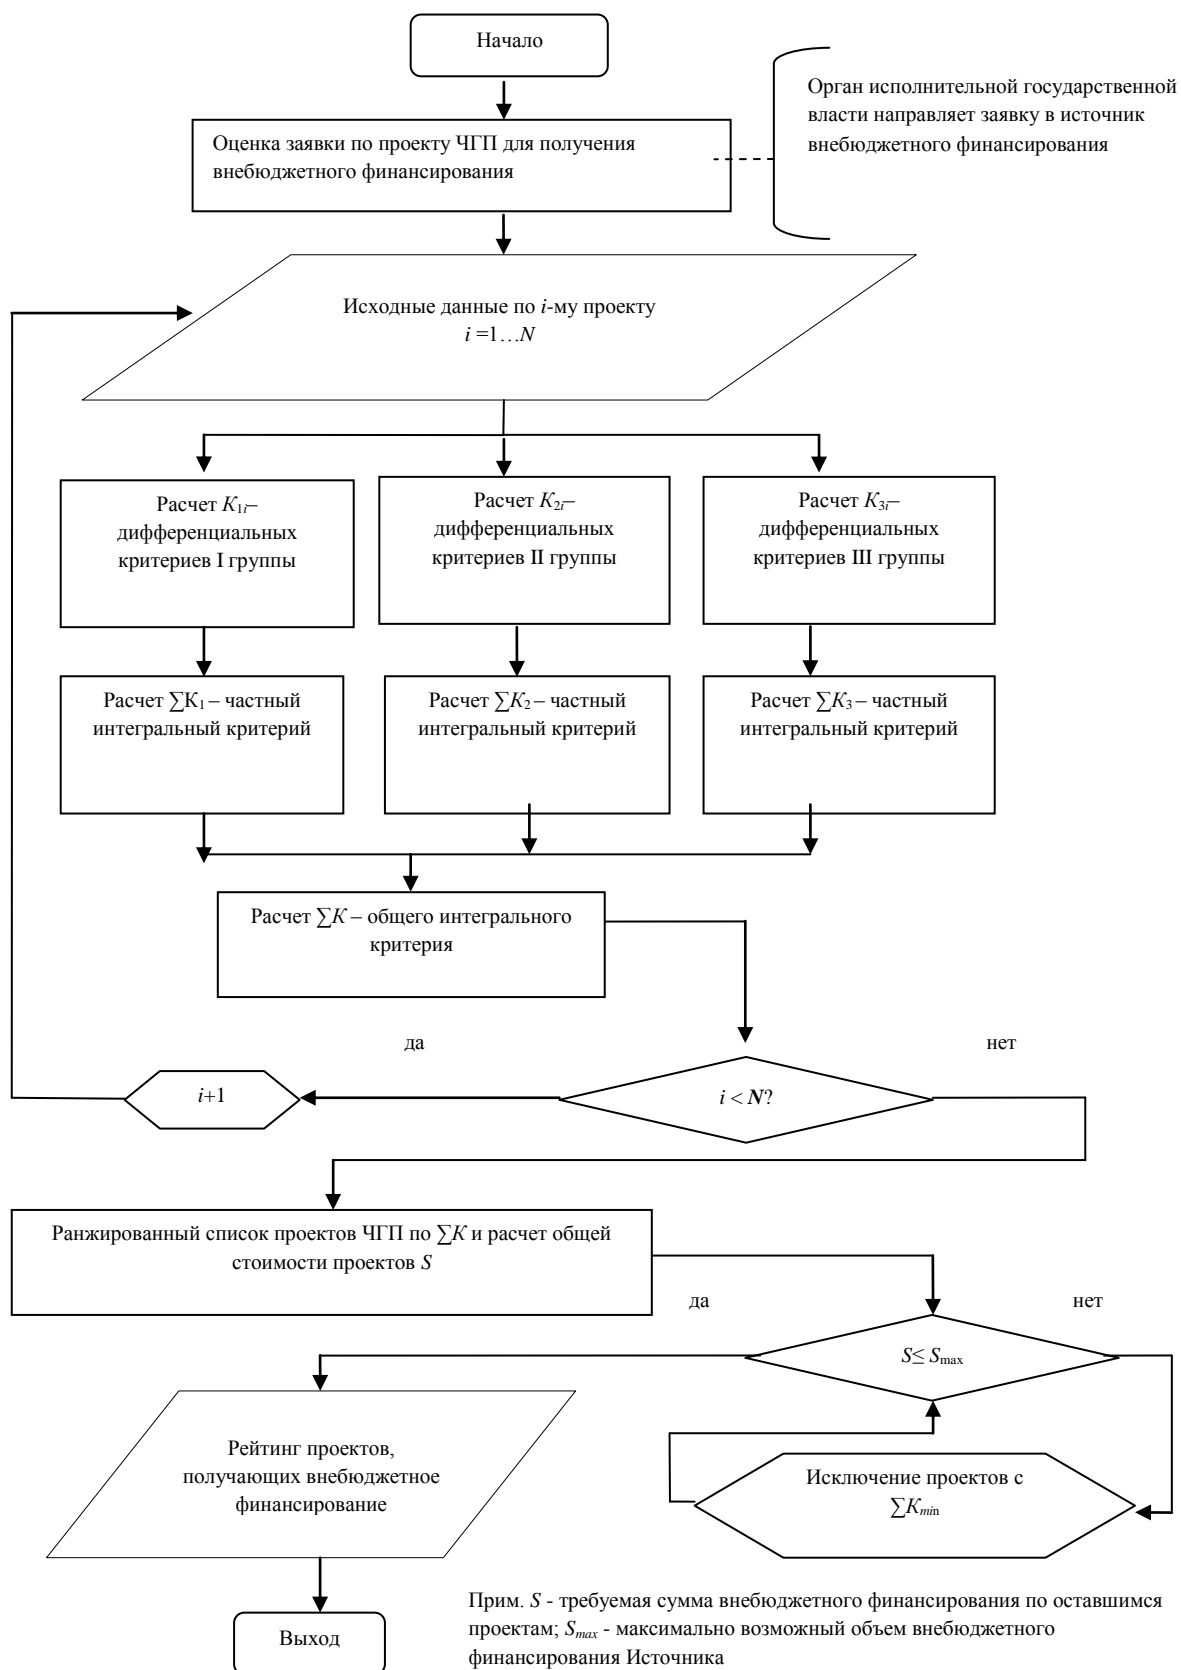 Начало
Орган исполнительной государственной
власти направляет заявку в источник
внебюджетного финансирования
Оценка заявки по проекту ЧГП для получения
внебюджетного финансирования
Исходные данные по i-му проекту
i =1…N
Расчет K1i–
дифференциальных
критериев I группы
Расчет K2i–
дифференциальных
критериев II группы
Расчет K3i–
дифференциальных
критериев III группы
Расчет ∑K1 – частный
интегральный критерий
Расчет ∑K2 – частный
интегральный критерий
Расчет ∑K3 – частный
интегральный критерий
Расчет ∑K – общего интегрального
критерия
да
нет
i+1
i < N?
Ранжированный список проектов ЧГП по ∑K и расчет общей
стоимости проектов S
да
нет
S≤ Smax
Рейтинг проектов,
получающих внебюджетное
финансирование
Исключение проектов с
∑Kmin
Прим. S - требуемая сумма внебюджетного финансирования по оставшимся
проектам; Smax - максимально возможный объем внебюджетного
финансирования Источника
Выход